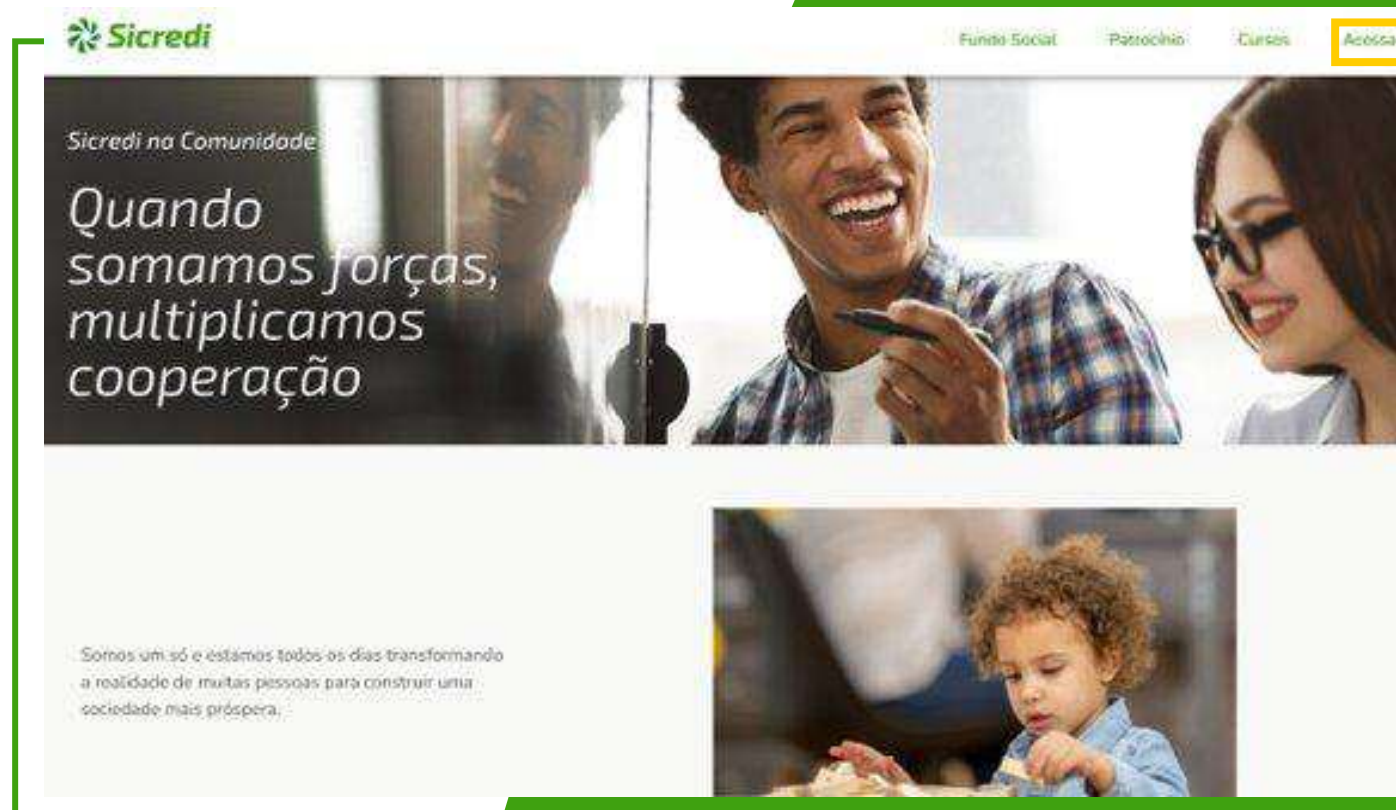 Sicredi
Fundo Social Patrocínio Cursos
Sicredi na Comunidade
Quando
somamos forças,
multiplicamos
cooperação
Somos um só e estamos todos os dias transformando
a realidade de muitas pessoas para construir uma
sociedade mais próspera.